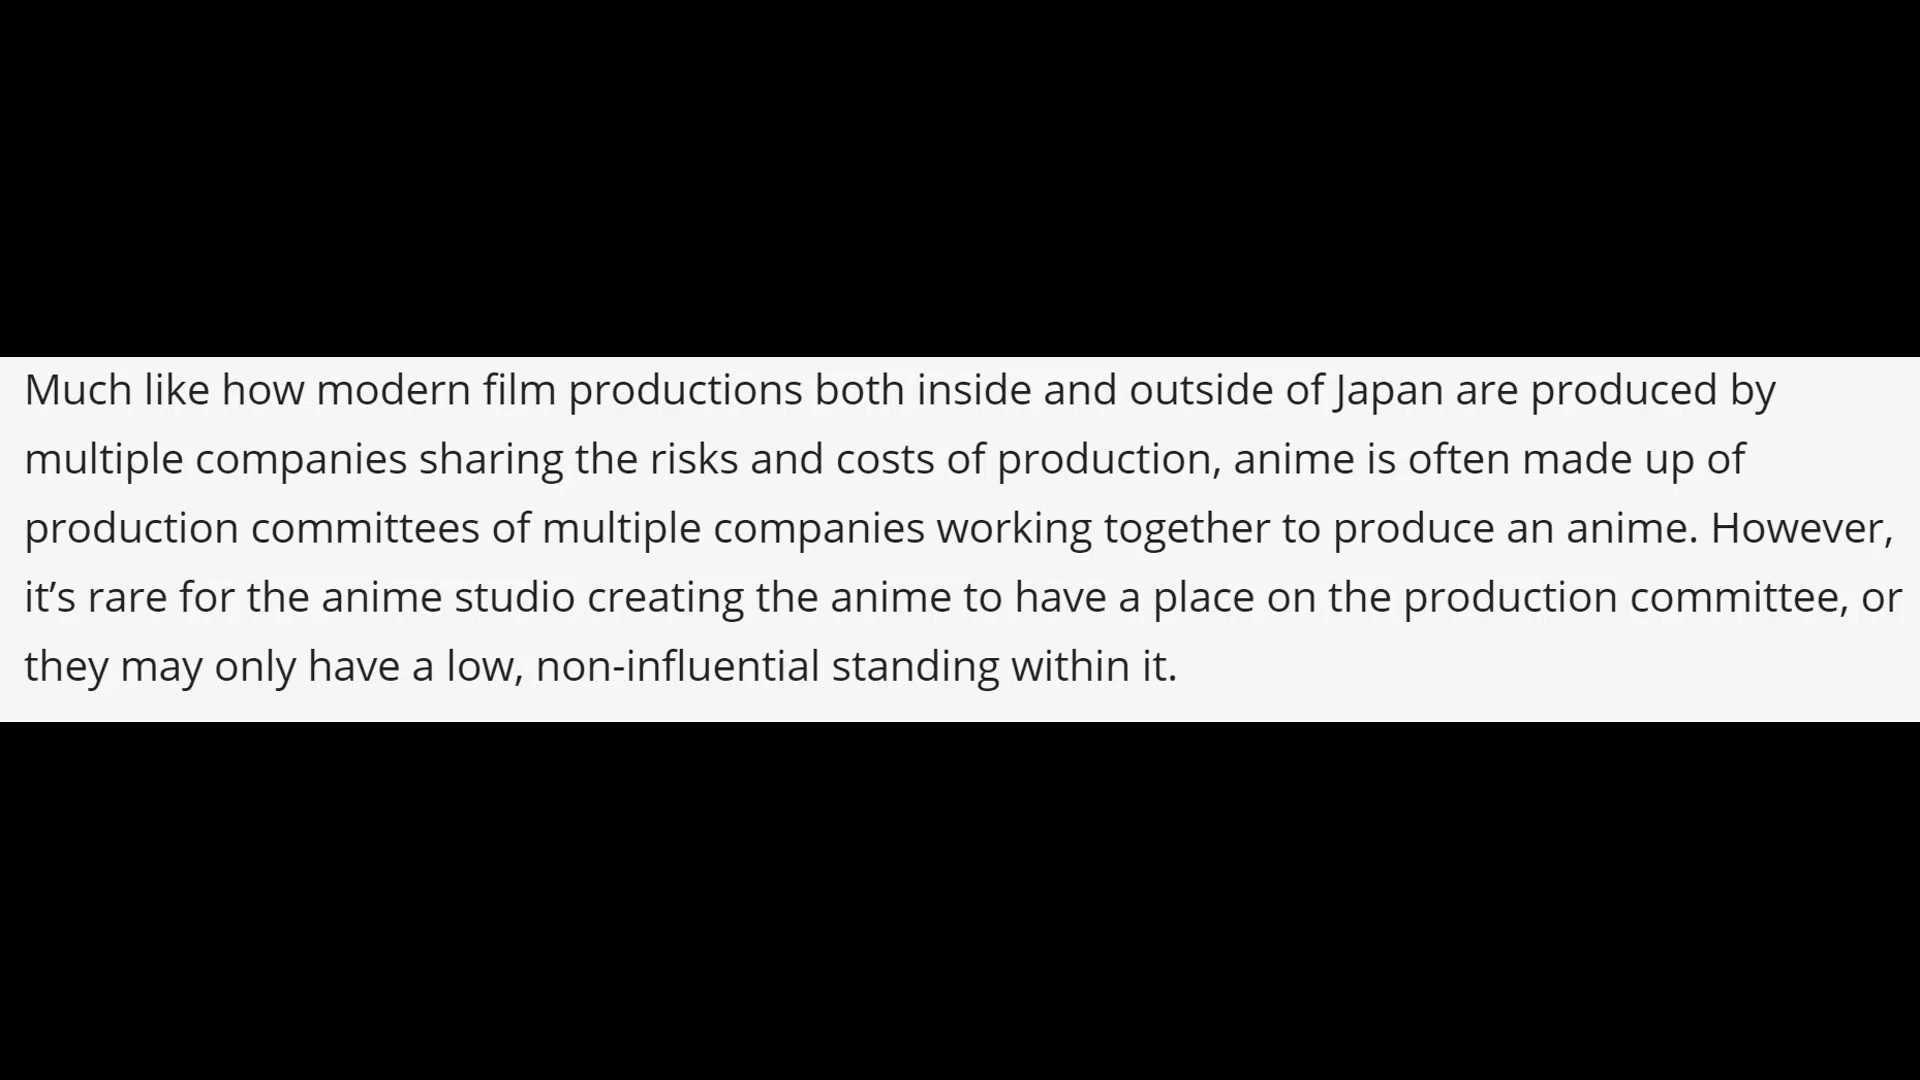 Much like how modern film productions both inside and outside of Japan are produced by
multiple companies sharing the risks and costs of production, anime is often made up of
production committees of multiple companies working together to produce an anime. However,
it’s rare for the anime studio creating the anime to have a place on the production committee, or
they may only have a low, non-influential standing within it.